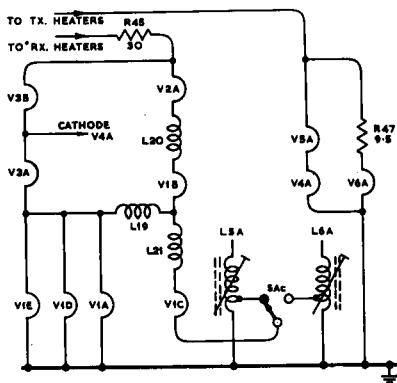 TO TX. HEATERS
R45
TO RX. HEATERS
30
V3B
V2A
CATHODE
V4A
L20
V5A
R47
9·5
V3A
V1B
V4A
V6A
L19
L21
L5A
L6A
SAc
V1E
V1D
V1A
V1C